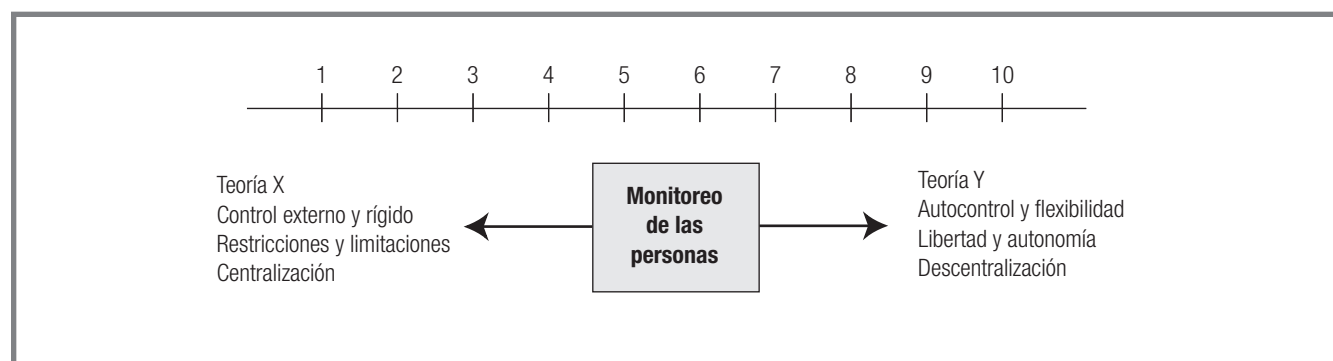 1 2 3 4 5 6 7 8 9 10
Teoría X
Control externo y rígido
Restricciones y limitaciones
Centralización
Monitoreo
de las
personas
Teoría Y
Autocontrol y flexibilidad
Libertad y autonomía
Descentralización